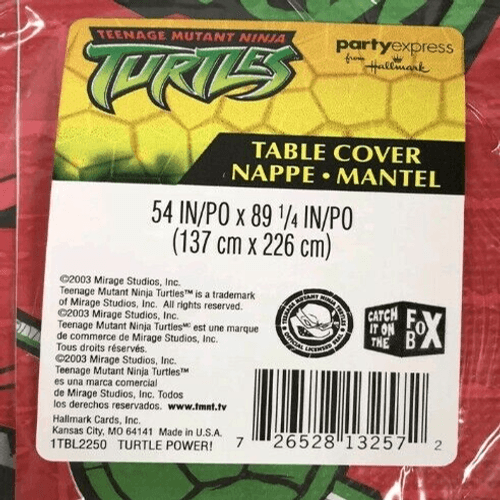 TEENAGE MUTANT NINJA
TURTLES
partyexpress
from Hallmark
TABLE COVER
NAPPE • MANTEL
54 IN/PO x 89 1/4 IN/PO
(137 cm x 226 cm)
©2003 Mirage Studios, Inc.
Teenage Mutant Ninja Turtles™ is a trademark
of Mirage Studios, Inc. All rights reserved.
©2003 Mirage Studios, Inc.
Teenage Mutant Ninja Turtles™ᶜ est une marque
de commerce de Mirage Studios, Inc.
Tous droits réservés.
©2003 Mirage Studios, Inc.
Teenage Mutant Ninja Turtles™
es una marca comercial
de Mirage Studios, Inc. Todos
los derechos reservados. www.tmnt.tv
Hallmark Cards, Inc.
Kansas City, MO 64141 Made in U.S.A.
1TBL2250 TURTLE POWER!
CATCH
IT ON
THE
FOX
BOX
7 26528 13257 2